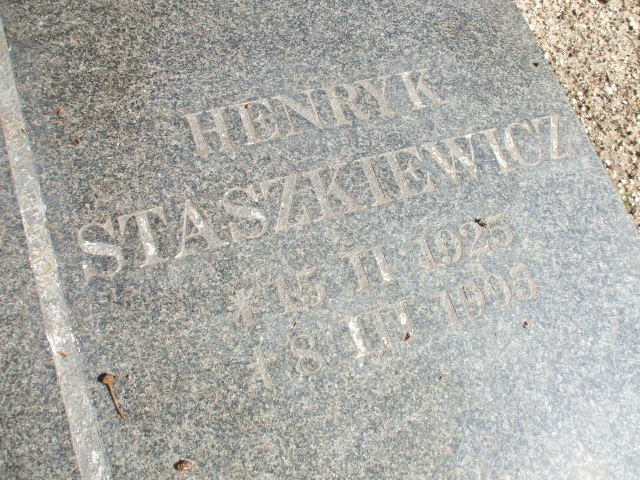 HENRYK
STASZKIEWICZ
* 15 II 1925
† 8 III 1995